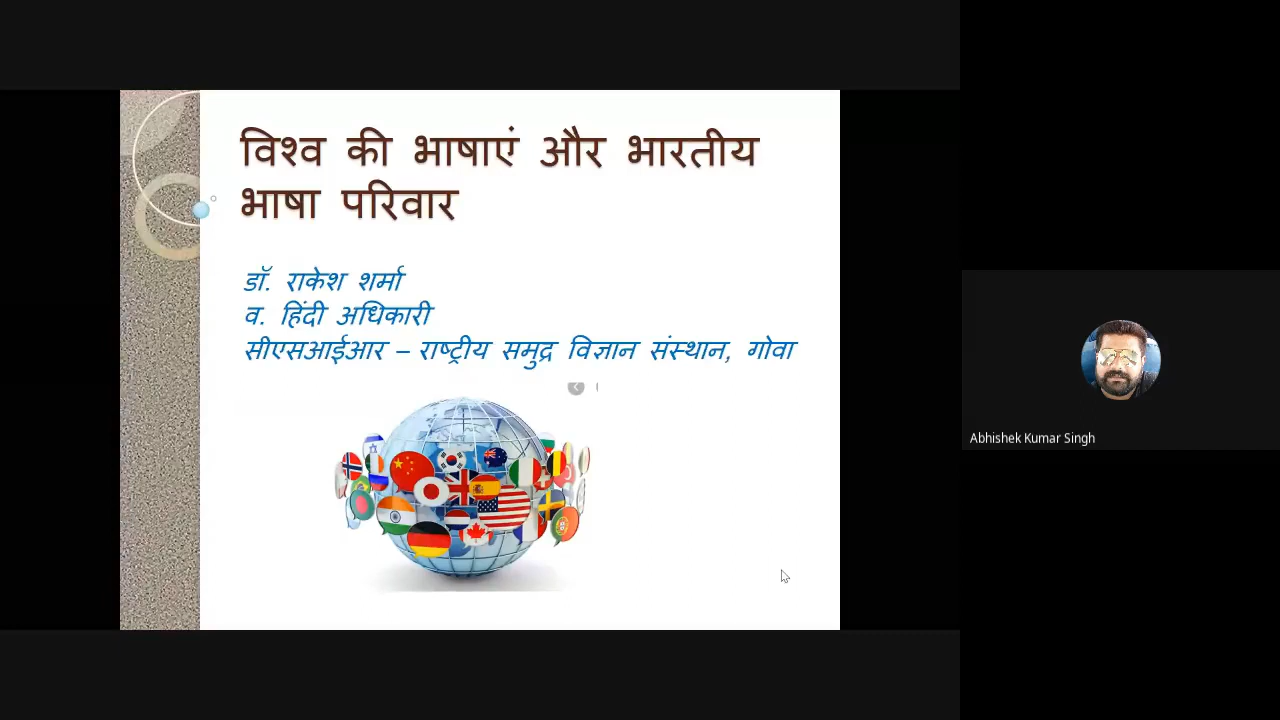 विश्व की भाषाएं और भारतीय
भाषा परिवार
डॉ. राकेश शर्मा
व. हिंदी अधिकारी
सीएसआईआर – राष्ट्रीय समुद्र विज्ञान संस्थान, गोवा
Abhishek Kumar Singh